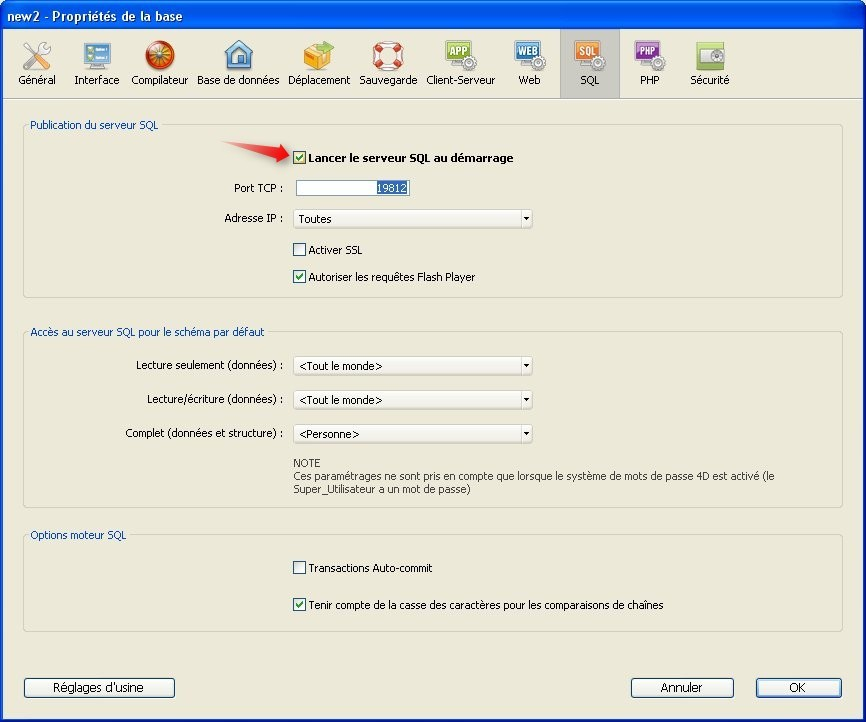 new2 - Propriétés de la base
Général Interface Compilateur Base de données Déplacement Sauvegarde Client-Serveur Web SQL PHP Sécurité
APP WEB SQL PHP
Publication du serveur SQL
Lancer le serveur SQL au démarrage
Port TCP : 19812
Adresse IP : Toutes
Activer SSL
Autoriser les requêtes Flash Player
Accès au serveur SQL pour le schéma par défaut
Lecture seulement (données) : <Tout le monde>
Lecture/écriture (données) : <Tout le monde>
Complet (données et structure) : <Personne>
NOTE
Ces paramétrages ne sont pris en compte que lorsque le système de mots de passe 4D est activé (le
Super_Utilisateur a un mot de passe)
Options moteur SQL
Transactions Auto-commit
Tenir compte de la casse des caractères pour les comparaisons de chaînes
Réglages d'usine Annuler OK